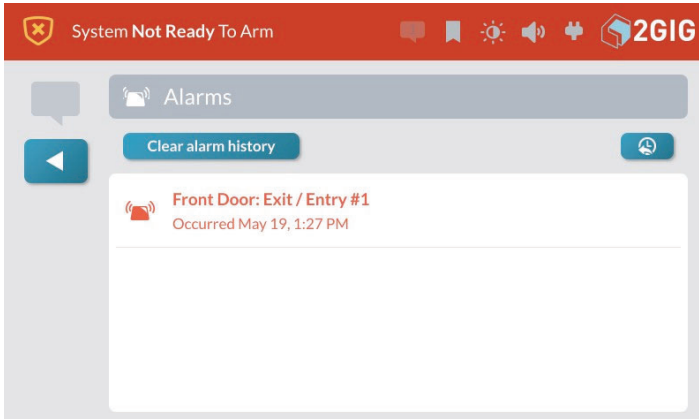 System Not Ready To Arm
2GIG
Alarms
Clear alarm history
Front Door: Exit / Entry #1
Occurred May 19, 1:27 PM